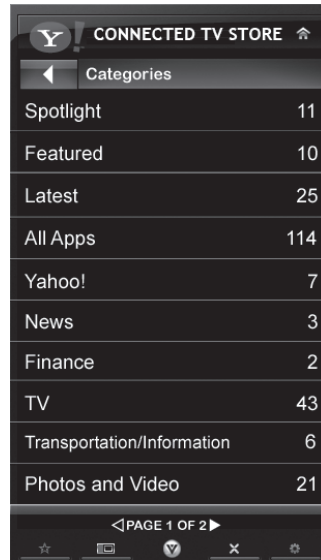 Y! CONNECTED TV STORE
Categories
Spotlight 11
Featured 10
Latest 25
All Apps 114
Yahoo! 7
News 3
Finance 2
TV 43
Transportation/Information 6
Photos and Video 21
PAGE 1 OF 2